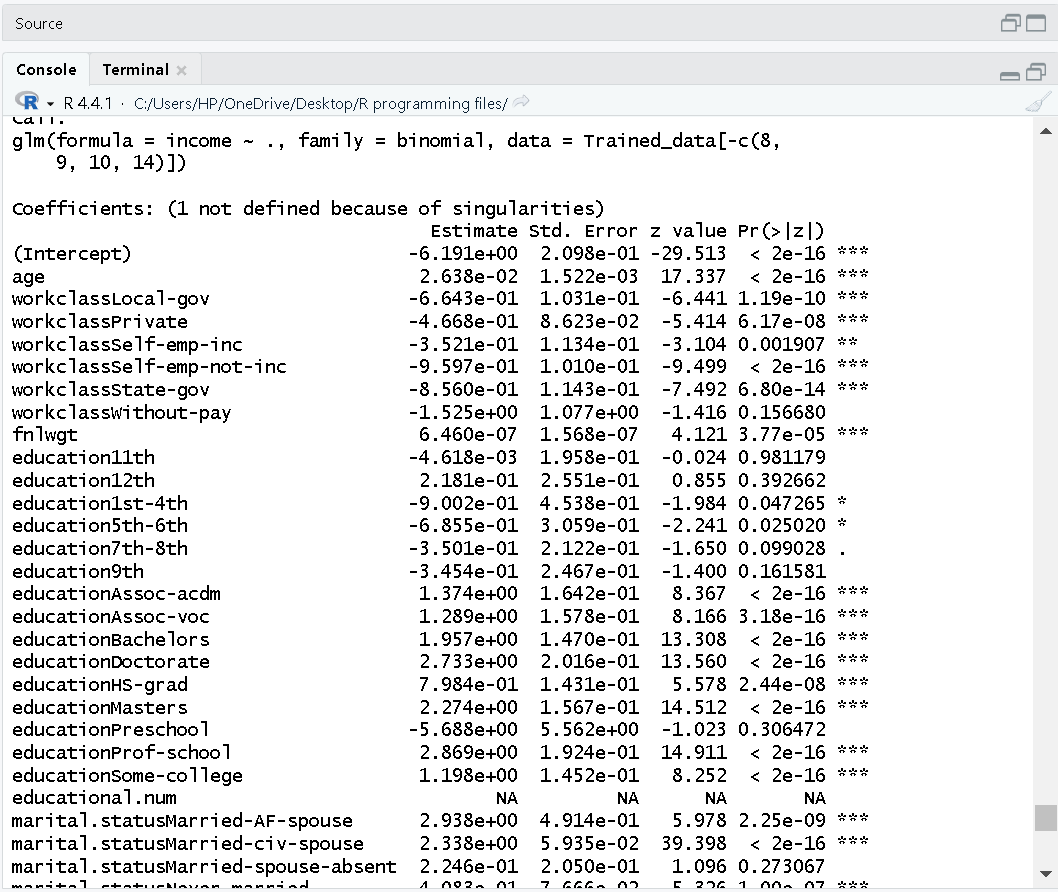 Source
Console Terminal
R 4.4.1 · C:/Users/HP/OneDrive/Desktop/R programming files/
Call:
glm(formula = income ~ ., family = binomial, data = Trained_data[-c(8,
    9, 10, 14)])
Coefficients: (1 not defined because of singularities)
Estimate Std. Error z value Pr(>|z|)
(Intercept) -6.191e+00 2.098e-01 -29.513 < 2e-16 ***
age 2.638e-02 1.522e-03 17.337 < 2e-16 ***
workclassLocal-gov -6.643e-01 1.031e-01 -6.441 1.19e-10 ***
workclassPrivate -4.668e-01 8.623e-02 -5.414 6.17e-08 ***
workclassSelf-emp-inc -3.521e-01 1.134e-01 -3.104 0.001907 **
workclassSelf-emp-not-inc -9.597e-01 1.010e-01 -9.499 < 2e-16 ***
workclassState-gov -8.560e-01 1.143e-01 -7.492 6.80e-14 ***
workclassWithout-pay -1.525e+00 1.077e+00 -1.416 0.156680
fnlwgt 6.460e-07 1.568e-07 4.121 3.77e-05 ***
education11th -4.618e-03 1.958e-01 -0.024 0.981179
education12th 2.181e-01 2.551e-01 0.855 0.392662
education1st-4th -9.002e-01 4.538e-01 -1.984 0.047265 *
education5th-6th -6.855e-01 3.059e-01 -2.241 0.025020 *
education7th-8th -3.501e-01 2.122e-01 -1.650 0.099028 .
education9th -3.454e-01 2.467e-01 -1.400 0.161581
educationAssoc-acdm 1.374e+00 1.642e-01 8.367 < 2e-16 ***
educationAssoc-voc 1.289e+00 1.578e-01 8.166 3.18e-16 ***
educationBachelors 1.957e+00 1.470e-01 13.308 < 2e-16 ***
educationDoctorate 2.733e+00 2.016e-01 13.560 < 2e-16 ***
educationHS-grad 7.984e-01 1.431e-01 5.578 2.44e-08 ***
educationMasters 2.274e+00 1.567e-01 14.512 < 2e-16 ***
educationPreschool -5.688e+00 5.562e+00 -1.023 0.306472
educationProf-school 2.869e+00 1.924e-01 14.911 < 2e-16 ***
educationSome-college 1.198e+00 1.452e-01 8.252 < 2e-16 ***
educational.num NA NA NA NA
marital.statusMarried-AF-spouse 2.938e+00 4.914e-01 5.978 2.25e-09 ***
marital.statusMarried-civ-spouse 2.338e+00 5.935e-02 39.398 < 2e-16 ***
marital.statusMarried-spouse-absent 2.246e-01 2.050e-01 1.096 0.273067
marital.statusNever-married ***